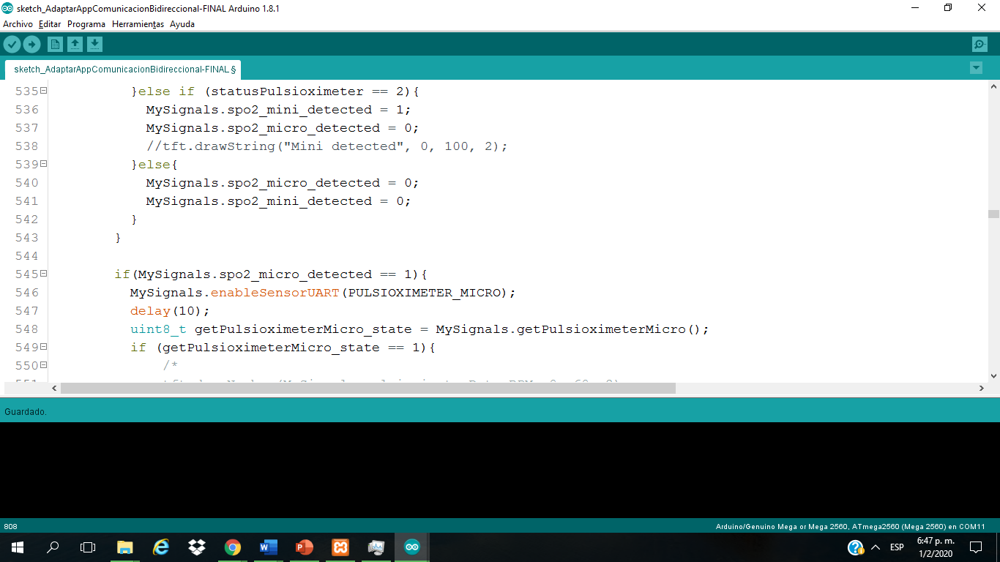 sketch_AdaptarAppComunicacionBidireccional-FINAL Arduino 1.8.1
Archivo Editar Programa Herramientas Ayuda
sketch_AdaptarAppComunicacionBidireccional-FINAL §
535 }else if (statusPulsioximeter == 2){
536 MySignals.spo2_mini_detected = 1;
537 MySignals.spo2_micro_detected = 0;
538 //tft.drawString("Mini detected", 0, 100, 2);
539 }else{
540 MySignals.spo2_micro_detected = 0;
541 MySignals.spo2_mini_detected = 0;
542 }
543 }
544
545 if(MySignals.spo2_micro_detected == 1){
546 MySignals.enableSensorUART(PULSIOXIMETER_MICRO);
547 delay(10);
548 uint8_t getPulsioximeterMicro_state = MySignals.getPulsioximeterMicro();
549 if (getPulsioximeterMicro_state == 1){
550 /*
Guardado.
808 Arduino/Genuino Mega or Mega 2560, ATmega2560 (Mega 2560) en COM11
ESP 6:47 p. m.
1/2/2020